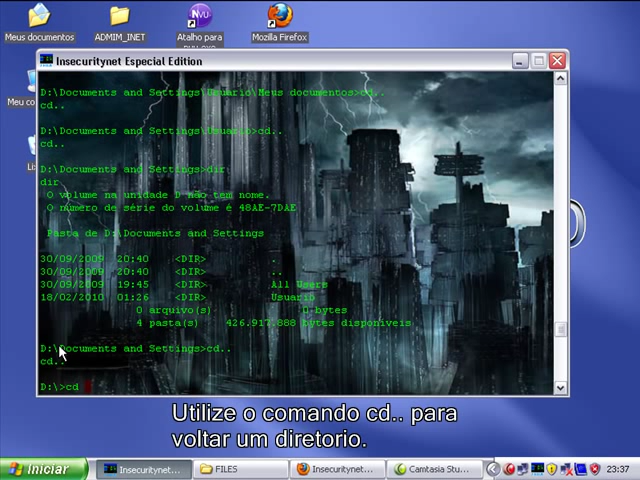 Meus documentos
ADMIM_INET
Atalho para
Mozilla Firefox
Insecuritynet Especial Edition
D:\Documents and Settings\Usuario\Meus documentos>cd..
cd..
D:\Documents and Settings\Usuario>cd..
cd..
D:\Documents and Settings>dir
dir
O volume na unidade D não tem nome.
O número de série do volume é 48AE-7DAE
Pasta de D:\Documents and Settings
30/09/2009 20:40 <DIR> .
30/09/2009 20:40 <DIR> ..
30/09/2009 19:45 <DIR> All Users
18/02/2010 01:26 <DIR> Usuario
0 arquivo(s) 0 bytes
4 pasta(s) 426.917.888 bytes disponíveis
D:\Documents and Settings>cd..
cd..
D:\>cd
Utilize o comando cd.. para
voltar um diretorio.
Iniciar
Insecuritynet...
FILES
Insecuritynet...
Camtasia Stu...
23:37